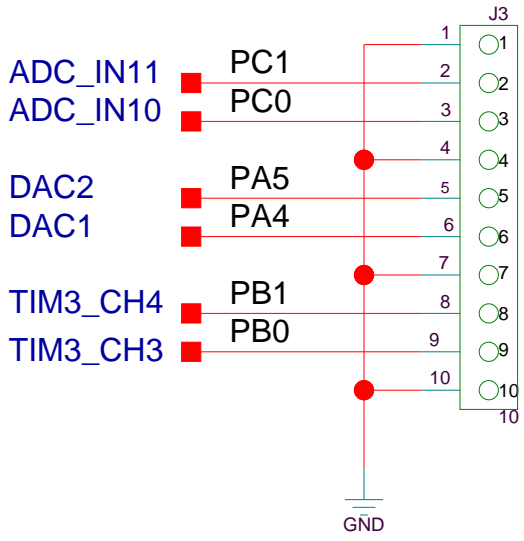 J3
1 1
ADC_IN11 PC1 2 2
ADC_IN10 PC0 3 3
4 4
DAC2 PA5 5 5
DAC1 PA4 6 6
7 7
TIM3_CH4 PB1 8 8
TIM3_CH3 PB0 9 9
10 10
10
GND